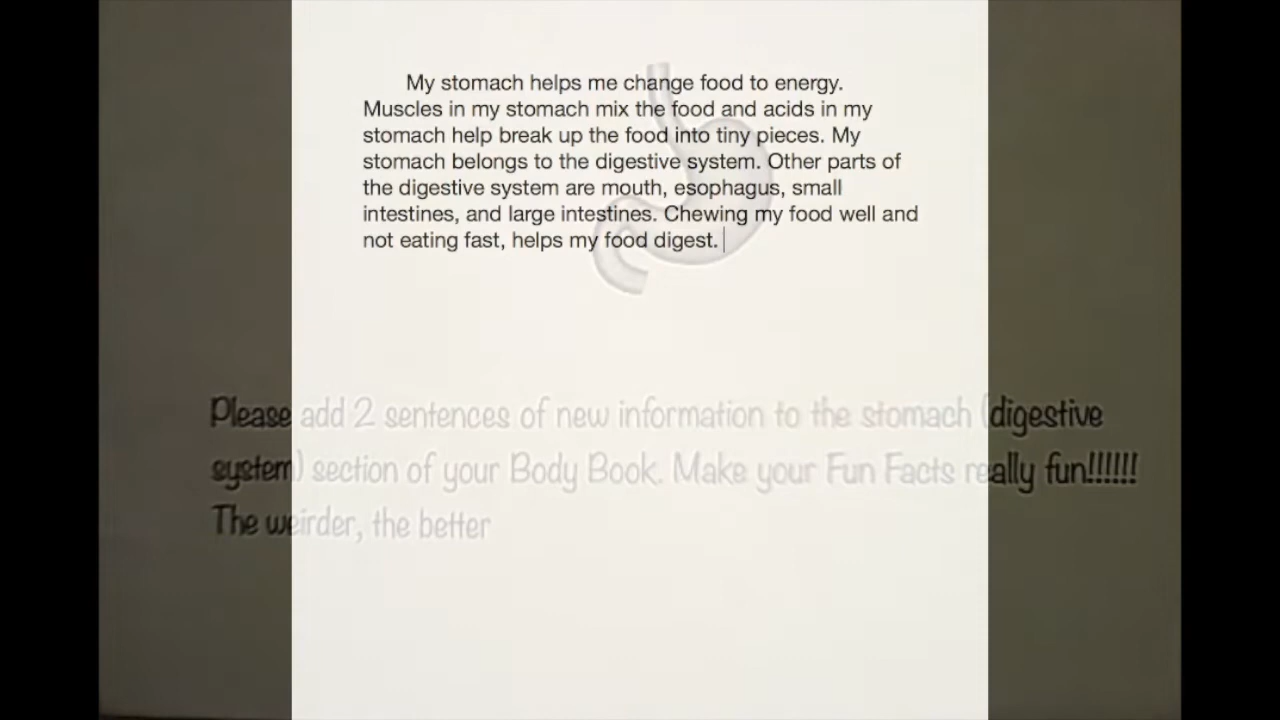 My stomach helps me change food to energy.
Muscles in my stomach mix the food and acids in my
stomach help break up the food into tiny pieces. My
stomach belongs to the digestive system. Other parts of
the digestive system are mouth, esophagus, small
intestines, and large intestines. Chewing my food well and
not eating fast, helps my food digest.
Please add 2 sentences of new information to the stomach (digestive
system) section of your Body Book. Make your Fun Facts really fun!!!!!!
The weirder, the better